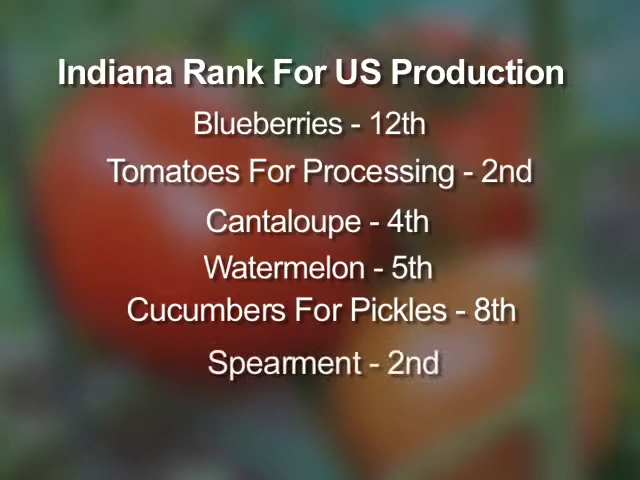 Indiana Rank For US Production
Blueberries - 12th
Tomatoes For Processing - 2nd
Cantaloupe - 4th
Watermelon - 5th
Cucumbers For Pickles - 8th
Spearment - 2nd